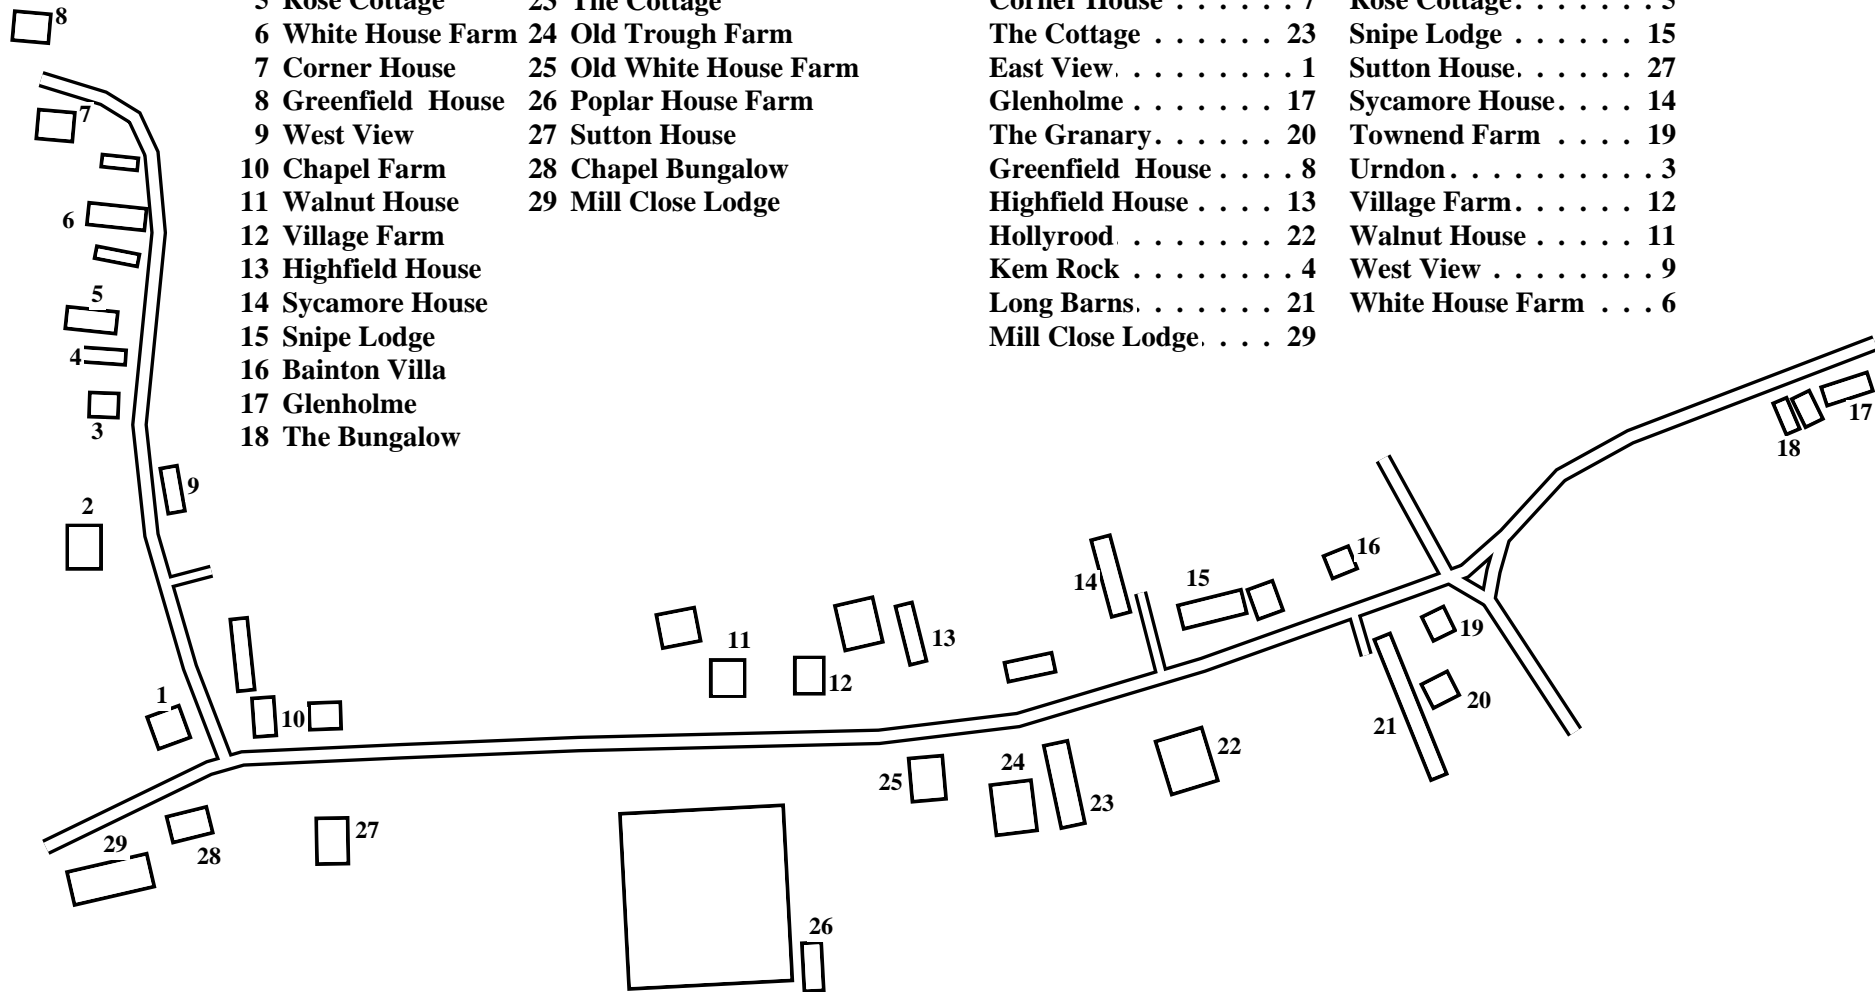 5 Rose Cottage
6 White House Farm
7 Corner House
8 Greenfield House
9 West View
10 Chapel Farm
11 Walnut House
12 Village Farm
13 Highfield House
14 Sycamore House
15 Snipe Lodge
16 Bainton Villa
17 Glenholme
18 The Bungalow
23 The Cottage
24 Old Trough Farm
25 Old White House Farm
26 Poplar House Farm
27 Sutton House
28 Chapel Bungalow
29 Mill Close Lodge
Corner House . . . . . . 7
The Cottage . . . . . . 23
East View. . . . . . . . . 1
Glenholme . . . . . . . 17
The Granary. . . . . . 20
Greenfield House . . . . 8
Highfield House . . . . 13
Hollyrood. . . . . . . . 22
Kem Rock . . . . . . . . 4
Long Barns. . . . . . . 21
Mill Close Lodge. . . . 29
Rose Cottage. . . . . . . 5
Snipe Lodge . . . . . . 15
Sutton House. . . . . . 27
Sycamore House. . . . 14
Townend Farm . . . . 19
Urndon. . . . . . . . . . 3
Village Farm. . . . . . 12
Walnut House . . . . . 11
West View . . . . . . . . 9
White House Farm . . . 6
8
7
6
5
4
3
9
2
1
10
11
12
13
14
15
16
17
18
19
20
21
22
23
24
25
26
27
28
29